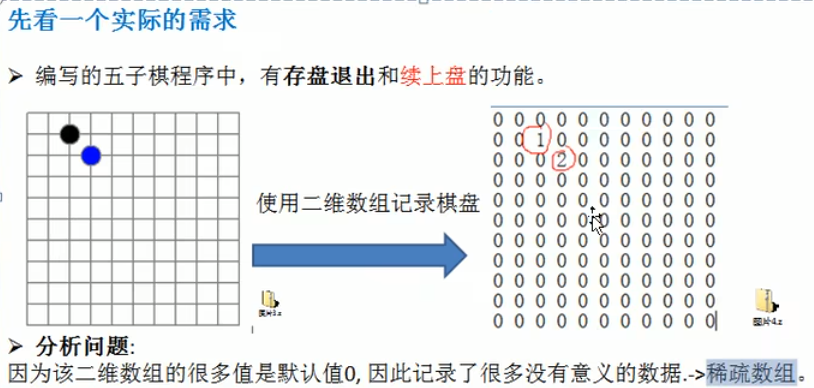 先看一个实际的需求
➢ 编写的五子棋程序中，有存盘退出和续上盘的功能。
0 0 0 0 0 0 0 0 0 0 0
0 0 1 0 0 0 0 0 0 0 0
0 0 0 2 0 0 0 0 0 0 0
0 0 0 0 0 0 0 0 0 0 0
0 0 0 0 0 0 0 0 0 0 0
0 0 0 0 0 0 0 0 0 0 0
0 0 0 0 0 0 0 0 0 0 0
0 0 0 0 0 0 0 0 0 0 0
0 0 0 0 0 0 0 0 0 0 0
0 0 0 0 0 0 0 0 0 0 0
0 0 0 0 0 0 0 0 0 0 0
使用二维数组记录棋盘
图片3.z
图片4.z
➢ 分析问题:
因为该二维数组的很多值是默认值0, 因此记录了很多没有意义的数据.->稀疏数组。